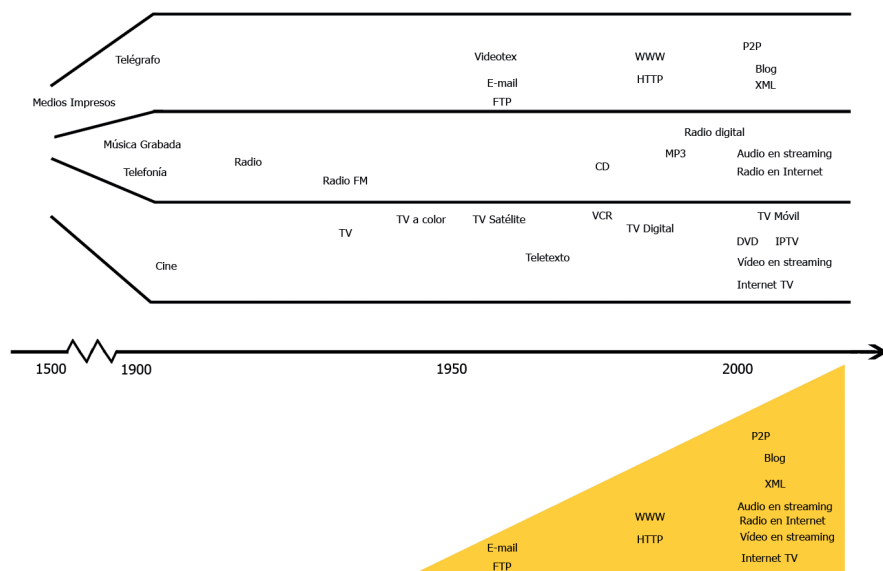 Telégrafo
Medios Impresos
Videotex
E-mail
FTP
WWW
HTTP
P2P
Blog
XML
Música Grabada
Telefonía
Radio
Radio FM
CD
Radio digital
MP3
Audio en streaming
Radio en Internet
Cine
TV
TV a color
TV Satélite
Teletexto
VCR
TV Digital
TV Móvil
DVD IPTV
Vídeo en streaming
Internet TV
1500 1900 1950 2000
E-mail
FTP
WWW
HTTP
P2P
Blog
XML
Audio en streaming
Radio en Internet
Vídeo en streaming
Internet TV